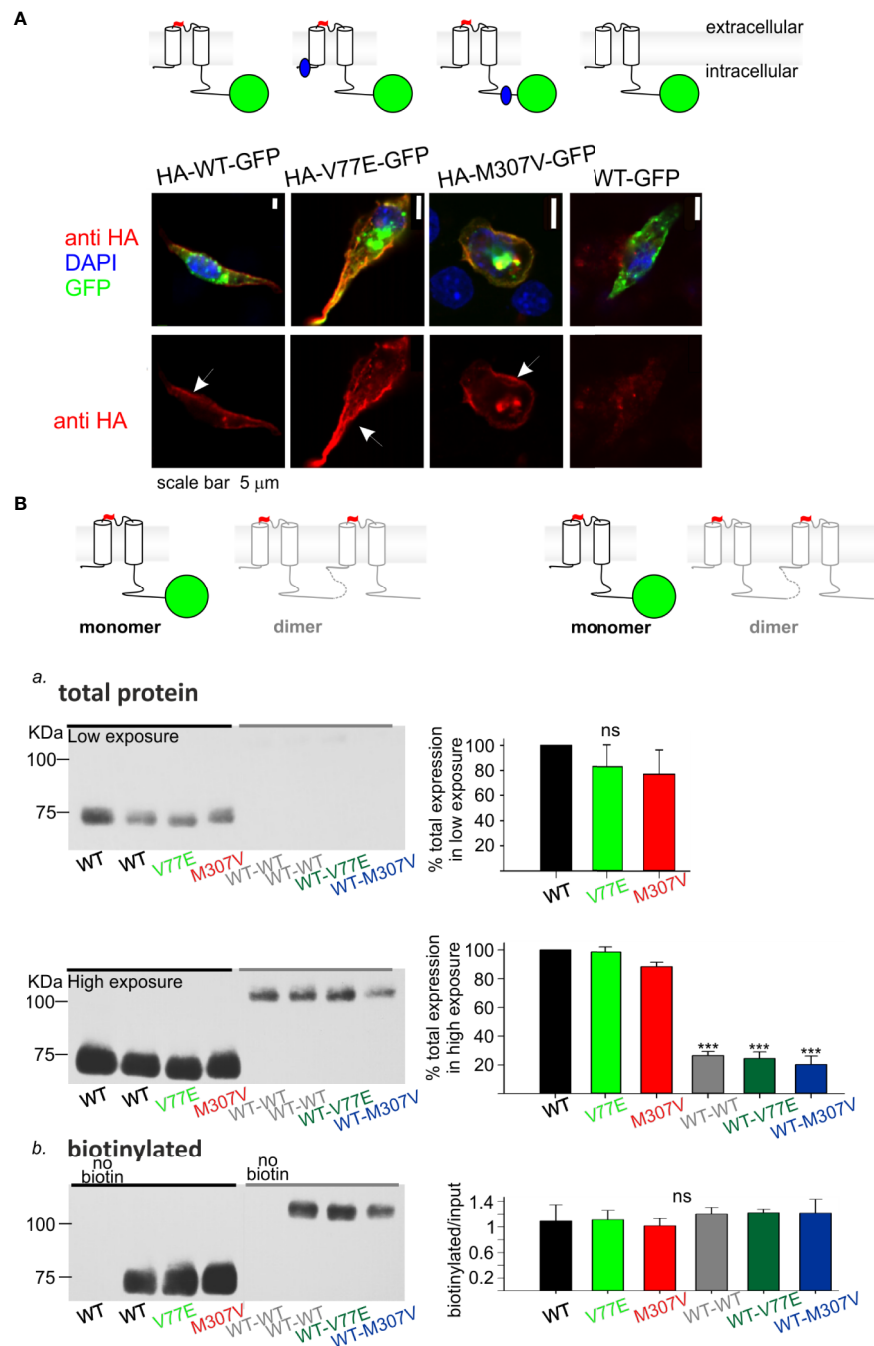 A
extracellular
intracellular
HA-WT-GFP
HA-V77E-GFP
HA-M307V-GFP
WT-GFP
anti HA
DAPI
GFP
anti HA
scale bar 5 μm
B
monomer
dimer
monomer
dimer
a. total protein
KDa
Low exposure
100
75
WT
WT
V77E
M307V
WT-WT
WT-WT
WT-V77E
WT-M307V
% total expression
in low exposure
100
80
60
40
20
ns
WT
V77E
M307V
KDa
High exposure
100
75
WT
WT
V77E
M307V
WT-WT
WT-WT
WT-V77E
WT-M307V
% total expression
in high exposure
100
80
60
40
20
***
***
***
WT
V77E
M307V
WT-WT
WT-V77E
WT-M307V
b. biotinylated
no
biotin
no
biotin
100
75
WT
WT
V77E
M307V
WT-WT
WT-WT
WT-V77E
WT-M307V
biotinylated/input
1.4
1
0.6
0.2
ns
WT
V77E
M307V
WT-WT
WT-V77E
WT-M307V